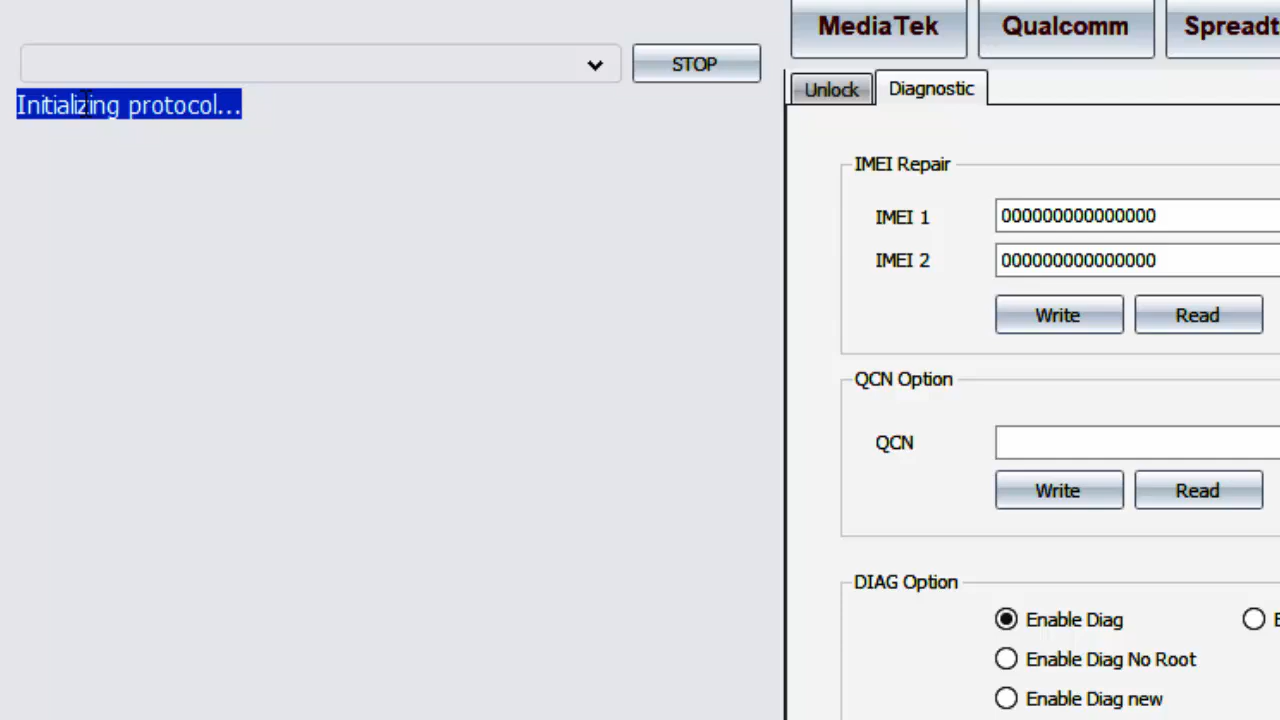 MediaTek
Qualcomm
Spreadt
STOP
Initializing protocol...
Unlock
Diagnostic
IMEI Repair
IMEI 1
000000000000000
IMEI 2
000000000000000
Write
Read
QCN Option
QCN
Write
Read
DIAG Option
Enable Diag
E
Enable Diag No Root
Enable Diag new